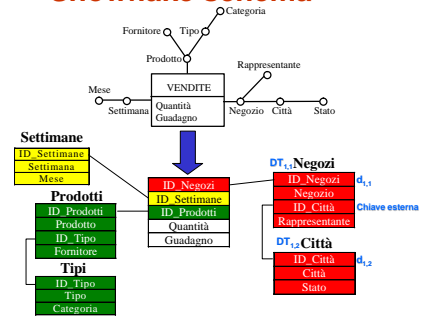 Snowflake Schema
Categoria
Fornitore Tipo
Prodotto
Rappresentante
VENDITE
Mese
Quantità
Guadagno
Settimana
Negozio Città Stato
Settimane
ID_Settimane
Settimana
Mese
Prodotti
ID_Prodotti
Prodotto
ID_Tipo
Fornitore
Tipi
ID_Tipo
Tipo
Categoria
ID_Negozi
ID_Settimane
ID_Prodotti
Quantità
Guadagno
DT1,1 Negozi
ID_Negozi d1,1
Negozio
ID_Città Chiave esterna
Rappresentante
DT1,2 Città
ID_Città d1,2
Città
Stato